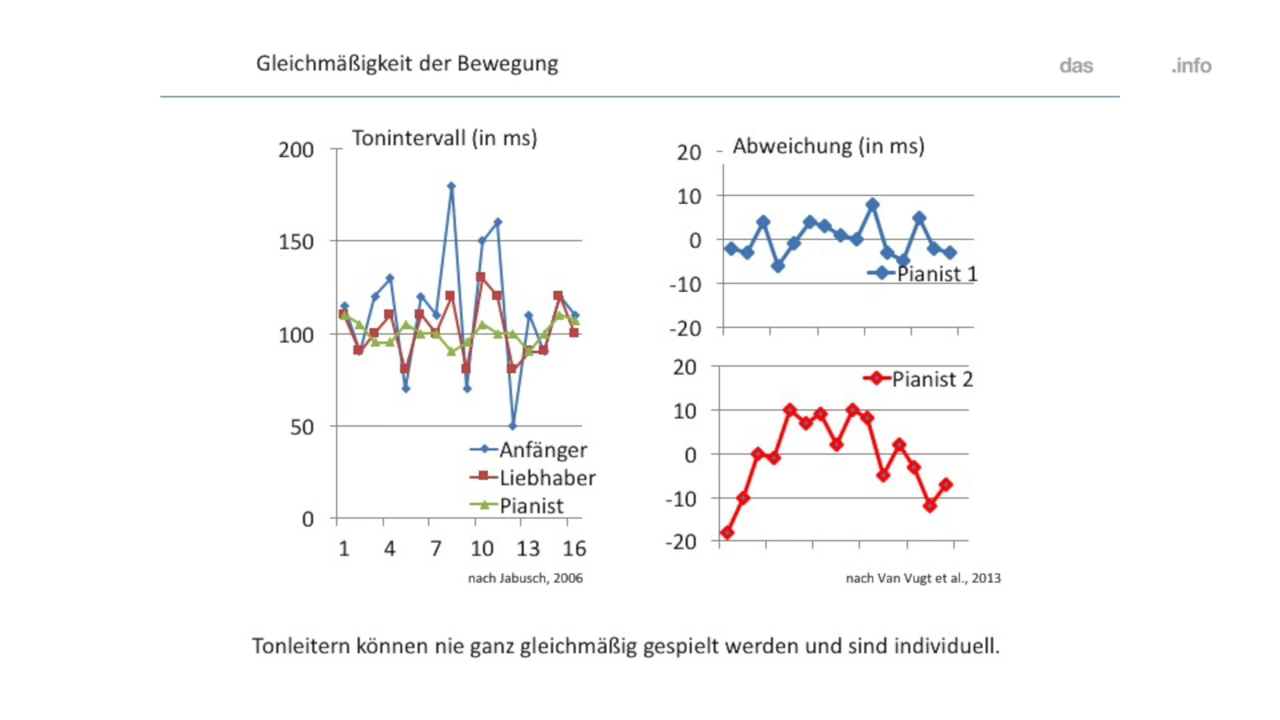 Gleichmäßigkeit der Bewegung
das .info
Tonintervall (in ms)
200
150
100
50
0
1 4 7 10 13 16
Anfänger
Liebhaber
Pianist
nach Jabusch, 2006
Abweichung (in ms)
20
10
0
-10
-20
Pianist 1
20
10
0
-10
-20
Pianist 2
nach Van Vugt et al., 2013
Tonleitern können nie ganz gleichmäßig gespielt werden und sind individuell.